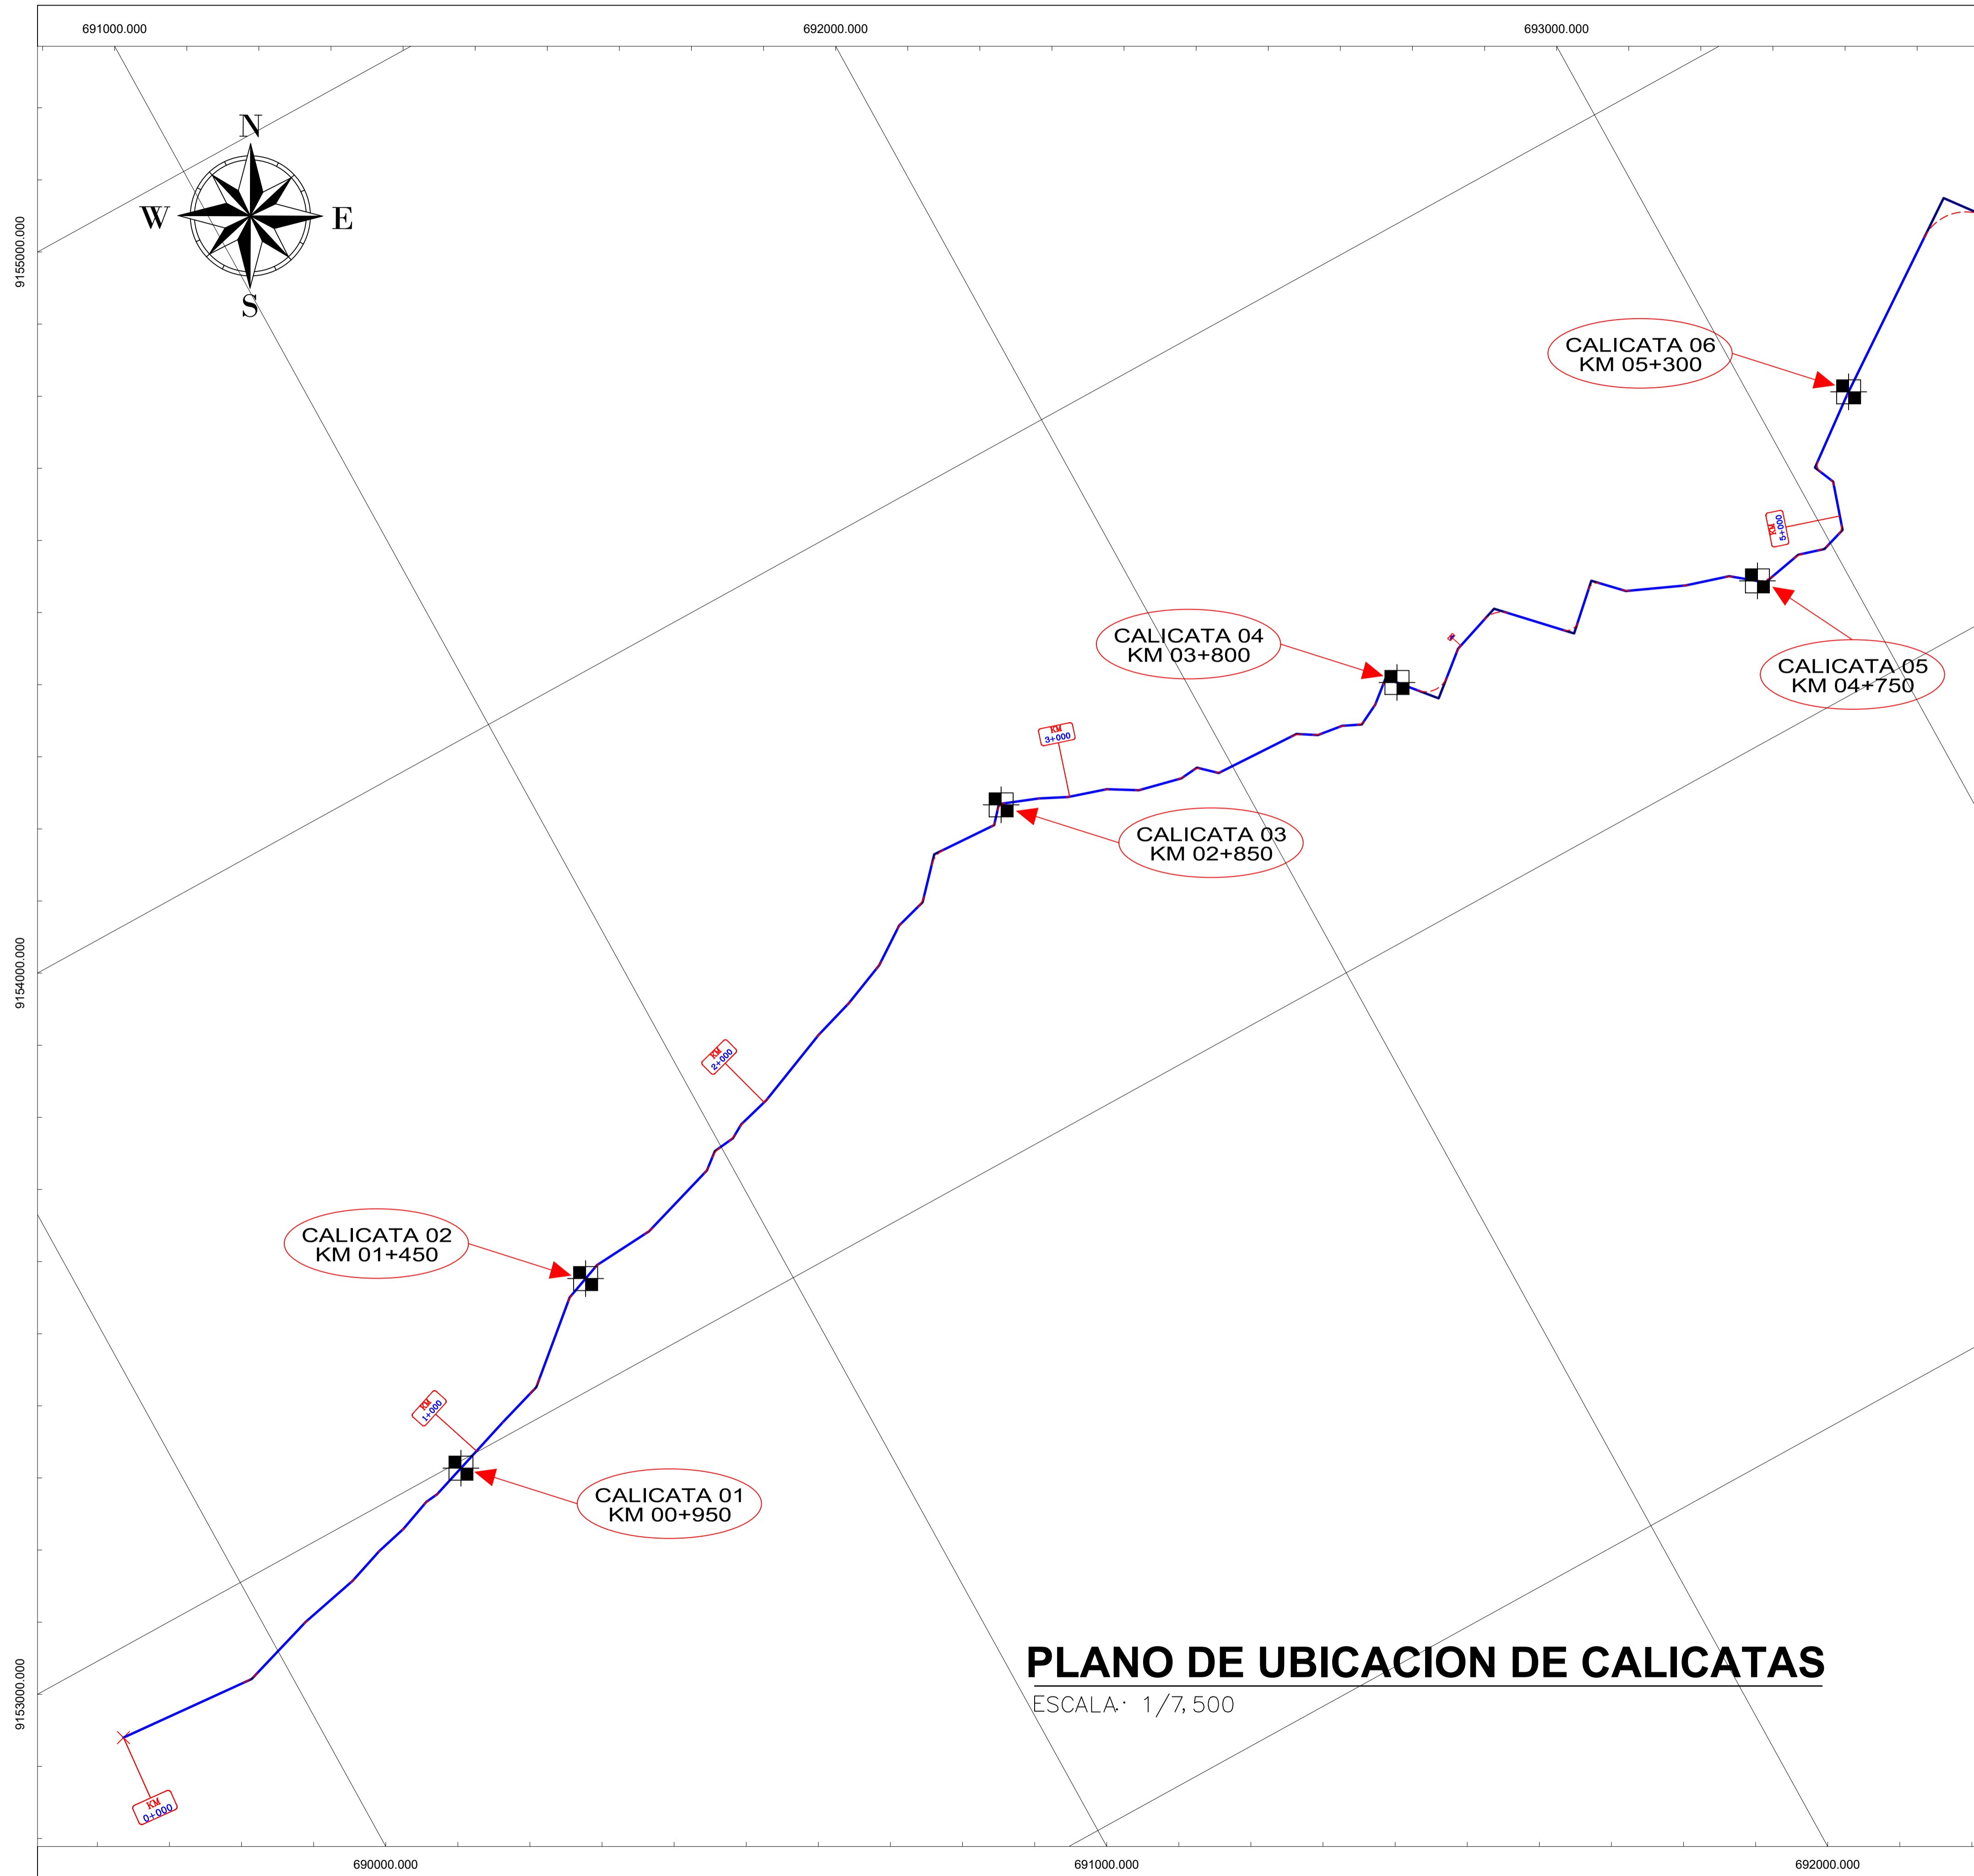 691000.000
692000.000
693000.000
N
W
E
S
9155000.000
CALICATA 06
KM 05+300
KM
5+000
CALICATA 04
KM 03+800
CALICATA 05
KM 04+750
KM
3+000
CALICATA 03
KM 02+850
9154000.000
KM
2+000
CALICATA 02
KM 01+450
KM
1+000
CALICATA 01
KM 00+950
9153000.000
PLANO DE UBICACION DE CALICATAS
ESCALA.: 1/7,500
KM
0+000
690000.000
691000.000
692000.000